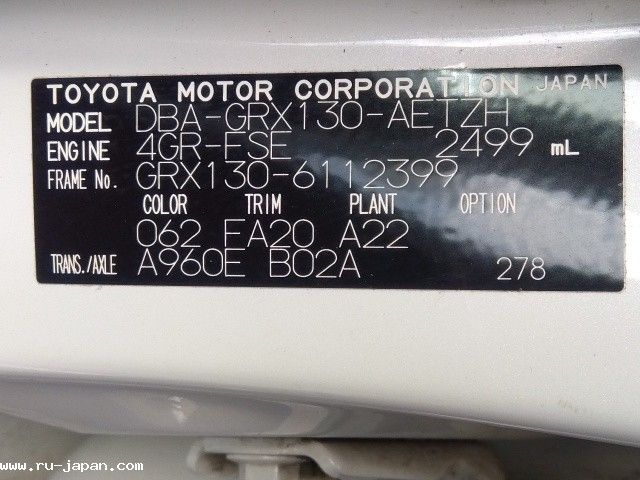 TOYOTA MOTOR CORPORATION JAPAN
MODEL DBA-GRX130-AETZH
ENGINE 4GR-FSE 2499 mL
FRAME No. GRX130-6112399
COLOR TRIM PLANT OPTION
062 FA20 A22
TRANS./AXLE A960E B02A 278
www.ru-japan.com